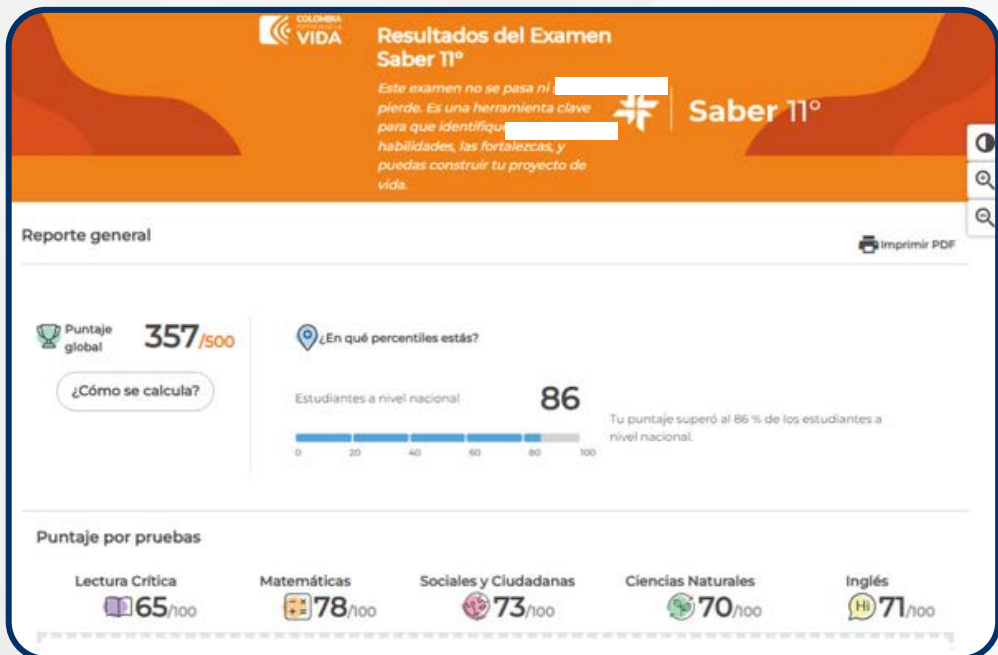 COLOMBIA
VIDA
Resultados del Examen
Saber 11°
Este examen no se pasa ni
pierde. Es una herramienta clave
para que identifique
habilidades, las fortalezcas, y
puedas construir tu proyecto de
vida.
Saber 11°
Reporte general
Imprimir PDF
Puntaje
global
357/500
¿Cómo se calcula?
¿En qué percentiles estás?
Estudiantes a nivel nacional
86
0 20 40 60 80 100
Tu puntaje superó al 86 % de los estudiantes a
nivel nacional.
Puntaje por pruebas
Lectura Crítica
65/100
Matemáticas
78/100
Sociales y Ciudadanas
73/100
Ciencias Naturales
70/100
Inglés
Hi
71/100